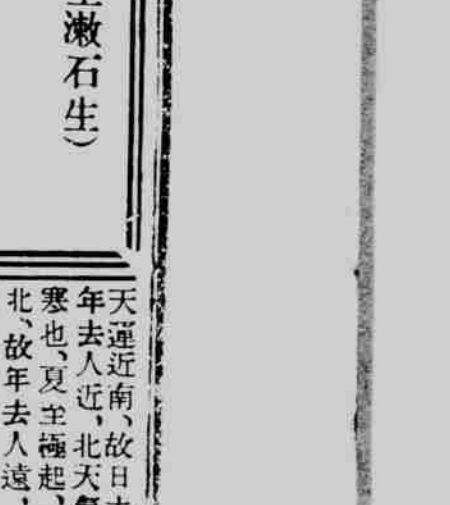 漱石生）
天運近南、故日
年去人近、北天
寒也、夏至極起、
北、故年去人遠、